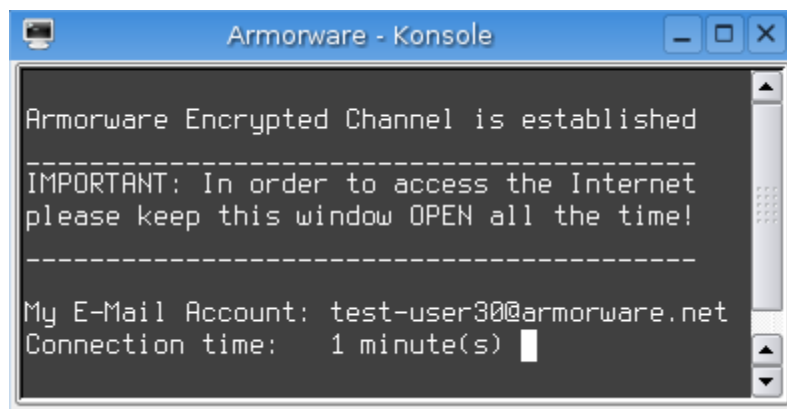 Armorware - Konsole
Armorware Encrypted Channel is established
__________________________________________
IMPORTANT: In order to access the Internet
please keep this window OPEN all the time!
------------------------------------------
My E-Mail Account: test-user30@armorware.net
Connection time:   1 minute(s)